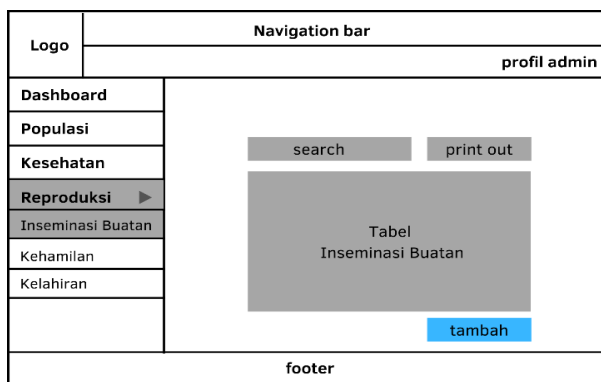 Logo
Navigation bar
profil admin
Dashboard
Populasi
Kesehatan
Reproduksi
Inseminasi Buatan
Kehamilan
Kelahiran
search
print out
Tabel
Inseminasi Buatan
tambah
footer